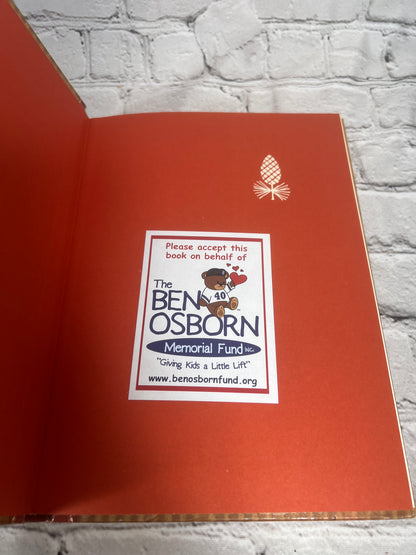 Please accept this
book on behalf of
The
BEN
40
OSBORN
Memorial Fund INC.
"Giving Kids a Little Lift"
www.benosbornfund.org